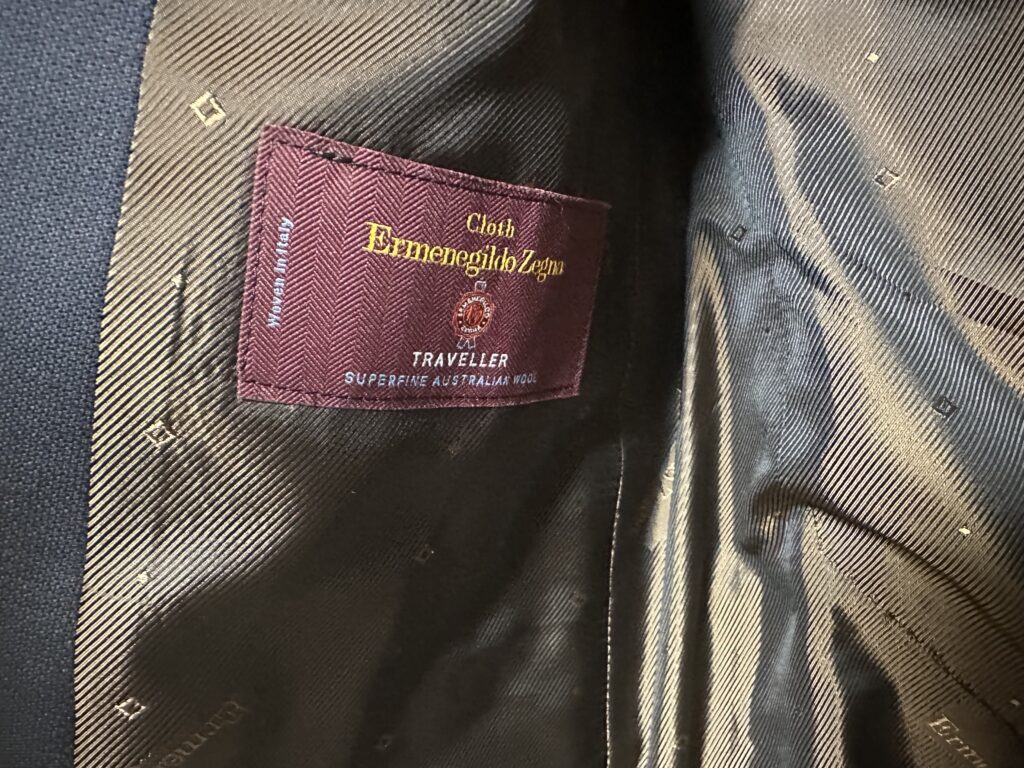 Cloth
Ermenegildo Zegna
TRAVELLER
SUPERFINE AUSTRALIAN WOOL
Woven in Italy